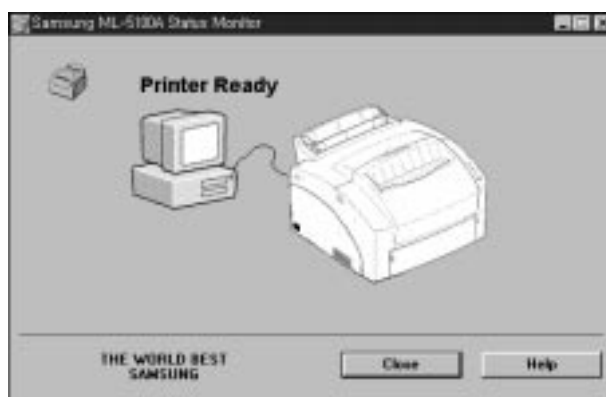 Samsung ML-5100A Status Monitor
Printer Ready
THE WORLD BEST
SAMSUNG
Close
Help